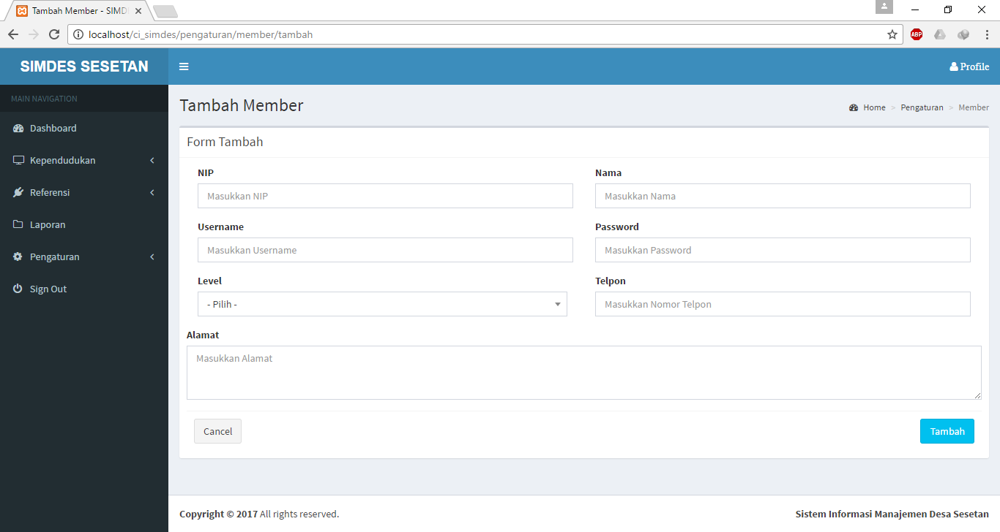 Tambah Member - SIMD
localhost/ci_simdes/pengaturan/member/tambah
ABP
SIMDES SESETAN
Profile
MAIN NAVIGATION
Dashboard
Kependudukan
Referensi
Laporan
Pengaturan
Sign Out
Tambah Member
Home > Pengaturan > Member
Form Tambah
NIP
Masukkan NIP
Nama
Masukkan Nama
Username
Masukkan Username
Password
Masukkan Password
Level
- Pilih -
Telpon
Masukkan Nomor Telpon
Alamat
Masukkan Alamat
Cancel
Tambah
Copyright © 2017 All rights reserved.
Sistem Informasi Manajemen Desa Sesetan